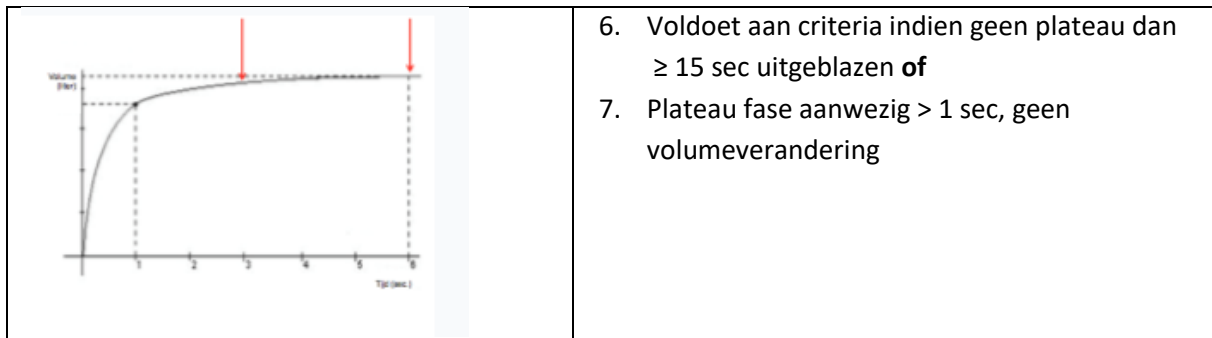 Volume
(liter)
1 2 3 4 5 6
Tijd (sec.)
6. Voldoet aan criteria indien geen plateau dan
≥ 15 sec uitgeblazen of
7. Plateau fase aanwezig > 1 sec, geen
volumeverandering